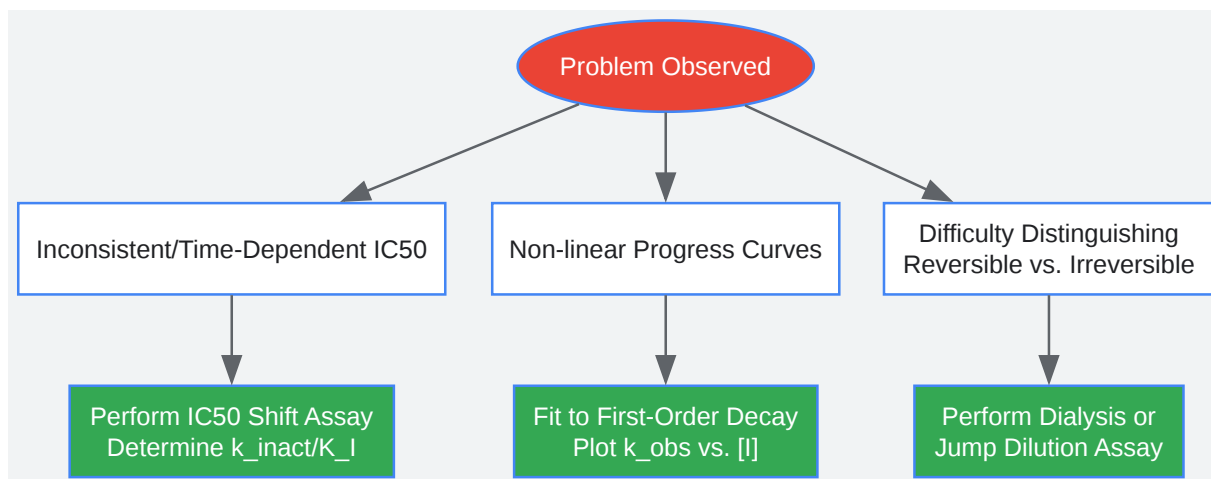 Problem Observed
Inconsistent/Time-Dependent IC50
Non-linear Progress Curves
Difficulty Distinguishing
Reversible vs. Irreversible
Perform IC50 Shift Assay
Determine k_inact/K_I
Fit to First-Order Decay
Plot k_obs vs. [I]
Perform Dialysis or
Jump Dilution Assay